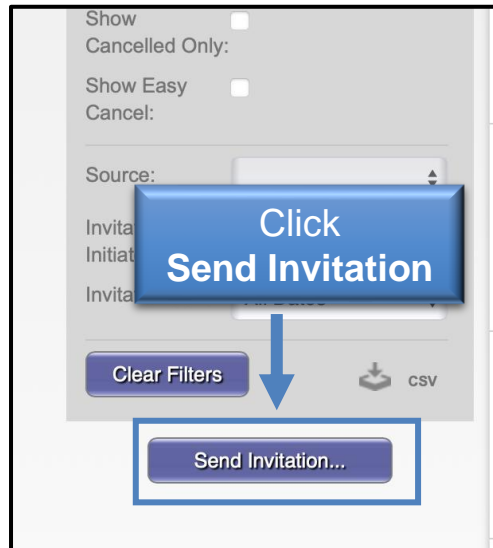 Show
Cancelled Only:
Show Easy
Cancel:
Source:
Click
Send Invitation
Clear Filters
csv
Send Invitation...